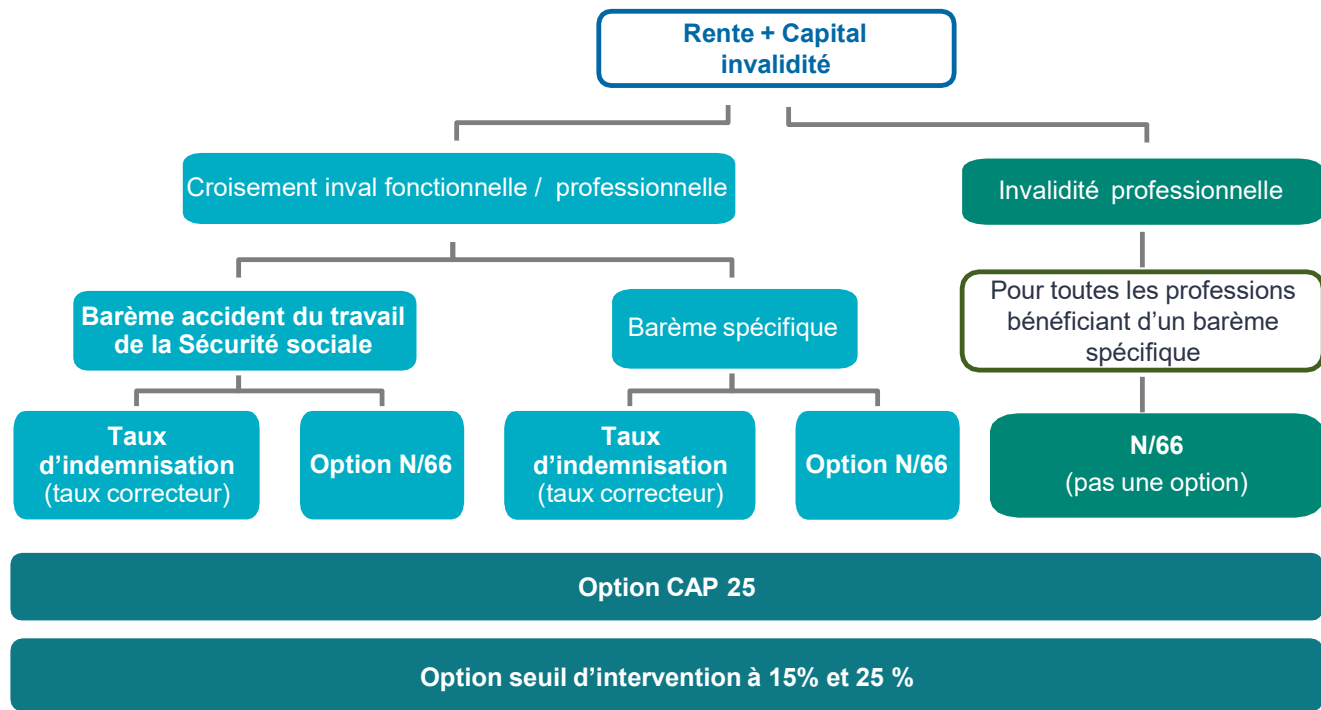 Rente + Capital
invalidité
Croisement inval fonctionnelle / professionnelle
Invalidité professionnelle
Barème accident du travail
de la Sécurité sociale
Barème spécifique
Pour toutes les professions
bénéficiant d’un barème
spécifique
Taux
d’indemnisation
(taux correcteur)
Option N/66
Taux
d’indemnisation
(taux correcteur)
Option N/66
N/66
(pas une option)
Option CAP 25
Option seuil d’intervention à 15% et 25 %